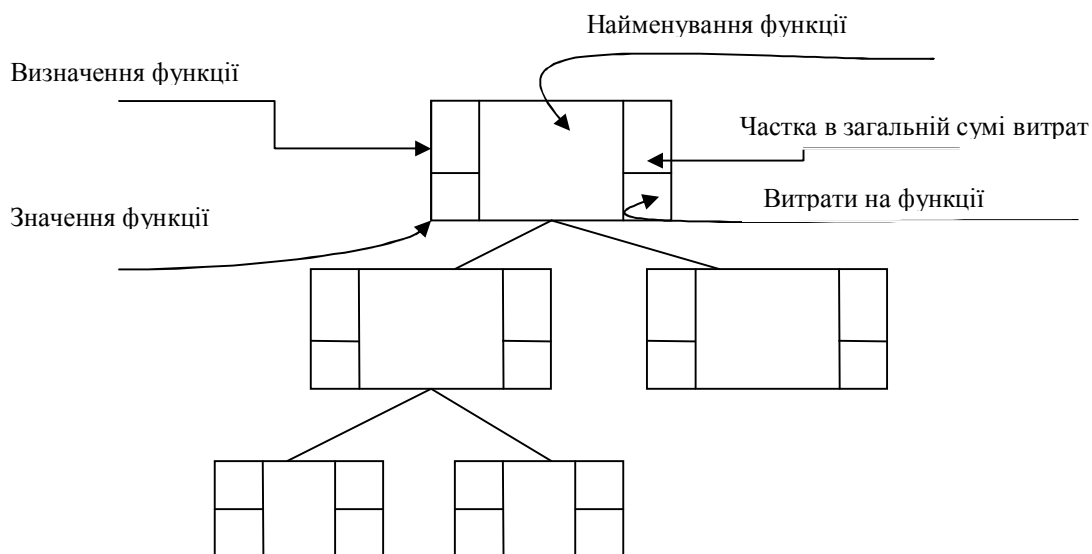 Найменування функції
Визначення функції
Частка в загальній сумі витрат
Витрати на функції
Значення функції